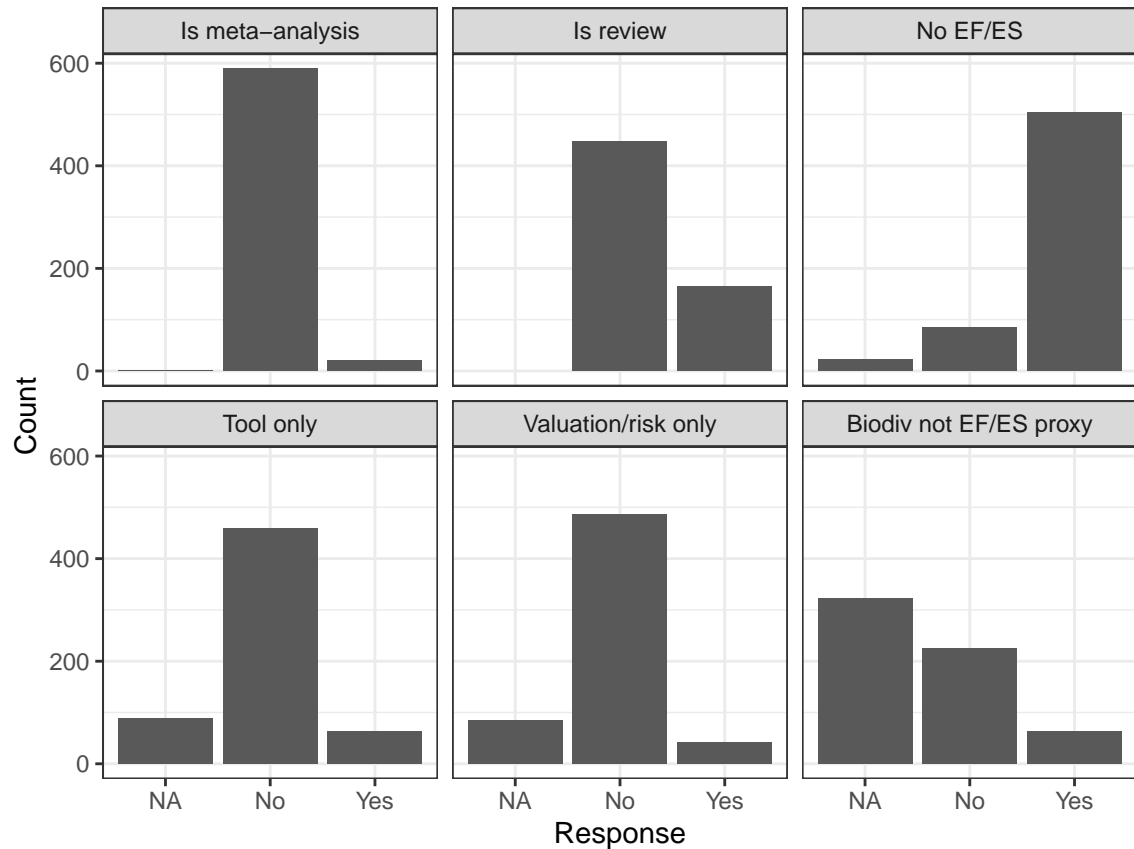 Is meta−analysis
Is review
No EF/ES
600
400
200
0
Count
Tool only
Valuation/risk only
Biodiv not EF/ES proxy
600
400
200
0
NA No Yes
NA No Yes
NA No Yes
Response